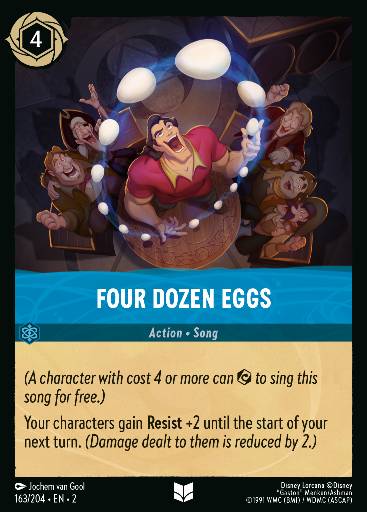 4
FOUR DOZEN EGGS
Action • Song
(A character with cost 4 or more can to sing this
song for free.)
Your characters gain Resist +2 until the start of your
next turn. (Damage dealt to them is reduced by 2.)
Jochem van Gool
163/204 • EN • 2
Disney Lorcana ©Disney
"Gaston" Menken/Ashman
©1991 WMC (BMI) / WDMC (ASCAP)